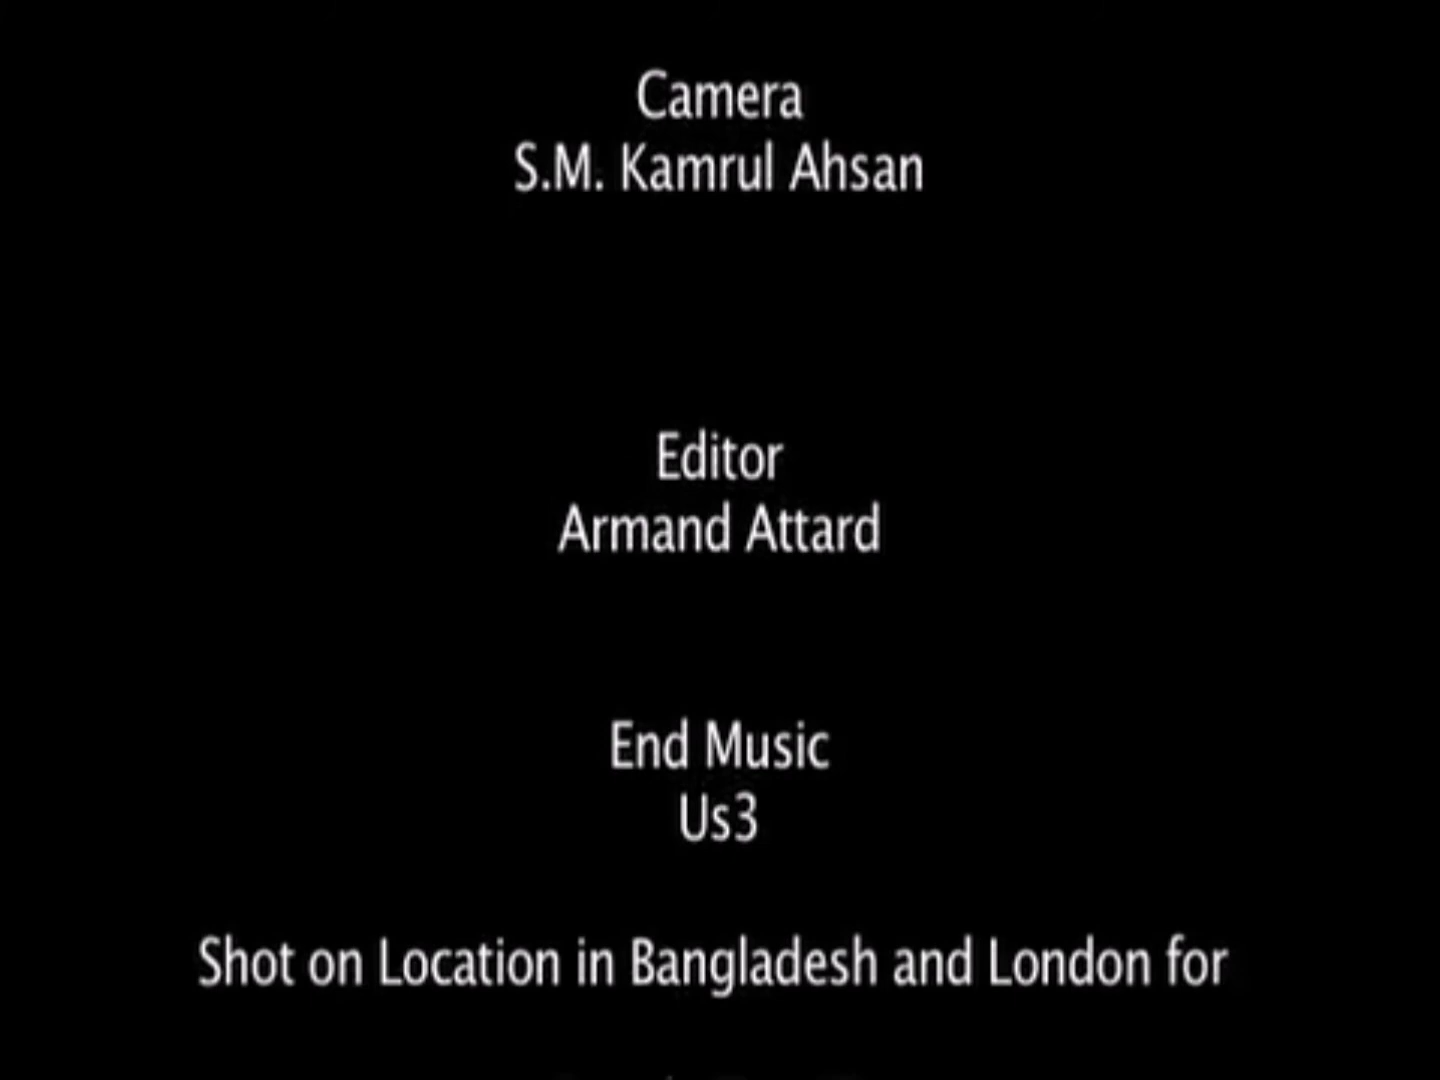 Camera
S.M. Kamrul Ahsan
Editor
Armand Attard
End Music
Us3
Shot on Location in Bangladesh and London for